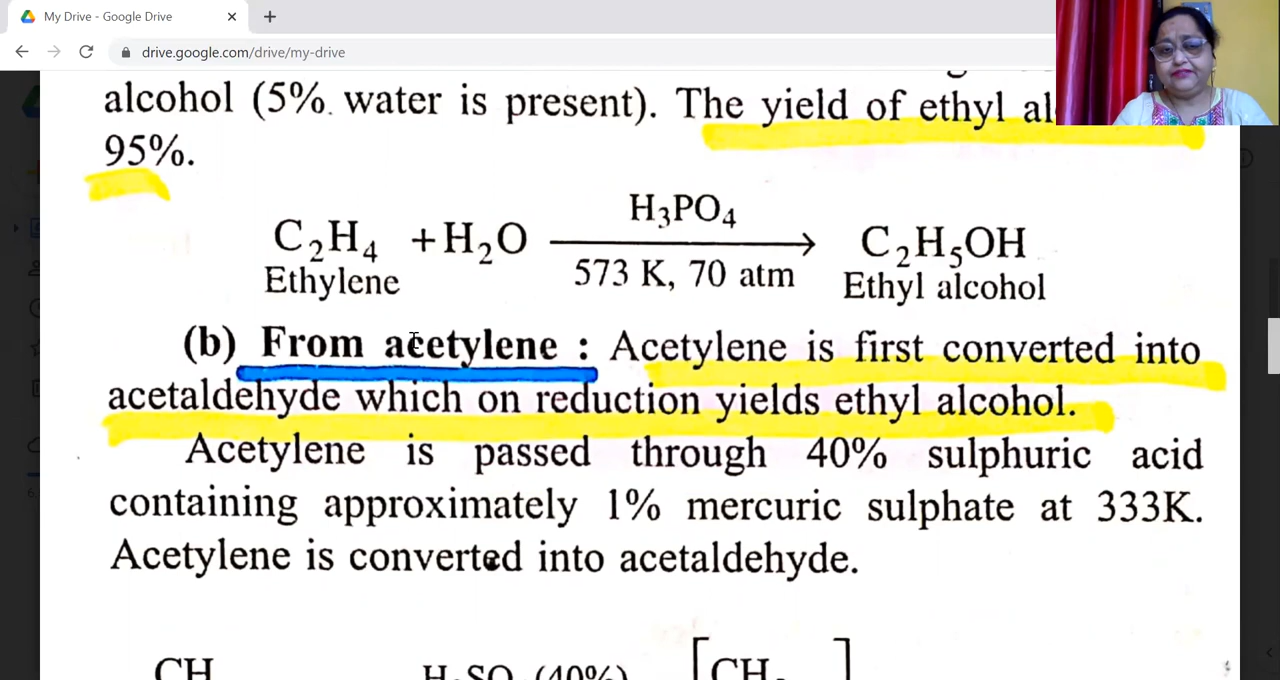 My Drive - Google Drive
drive.google.com/drive/my-drive
alcohol (5% water is present). The yield of ethyl
95%.
H₃PO₄
C₂H₄ + H₂O ⟶ C₂H₅OH
573 K, 70 atm
Ethylene Ethyl alcohol
(b) From acetylene : Acetylene is first converted into
acetaldehyde which on reduction yields ethyl alcohol.
Acetylene is passed through 40% sulphuric acid
containing approximately 1% mercuric sulphate at 333K.
Acetylene is converted into acetaldehyde.
CH (40%) [CH ]